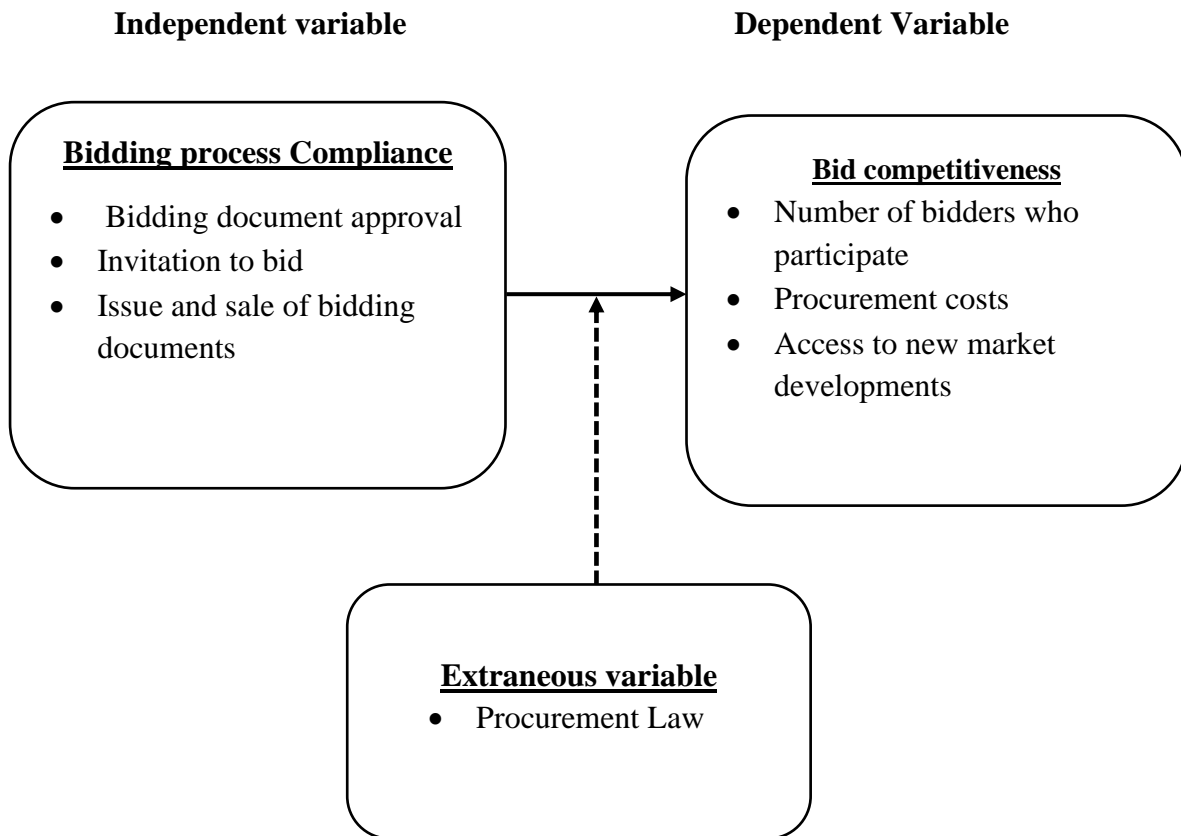 Independent variable
Dependent Variable
Bidding process Compliance
• Bidding document approval
• Invitation to bid
• Issue and sale of bidding
documents
Bid competitiveness
• Number of bidders who
participate
• Procurement costs
• Access to new market
developments
Extraneous variable
• Procurement Law